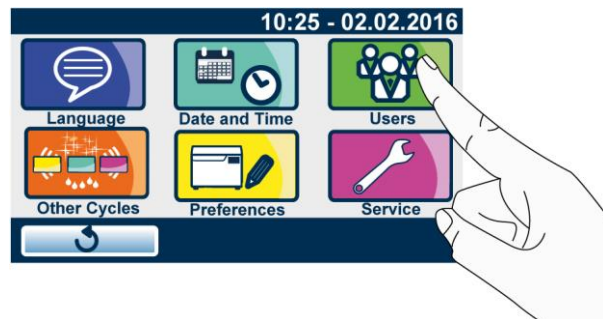 10:25 - 02.02.2016
Language Date and Time Users
Other Cycles Preferences Service